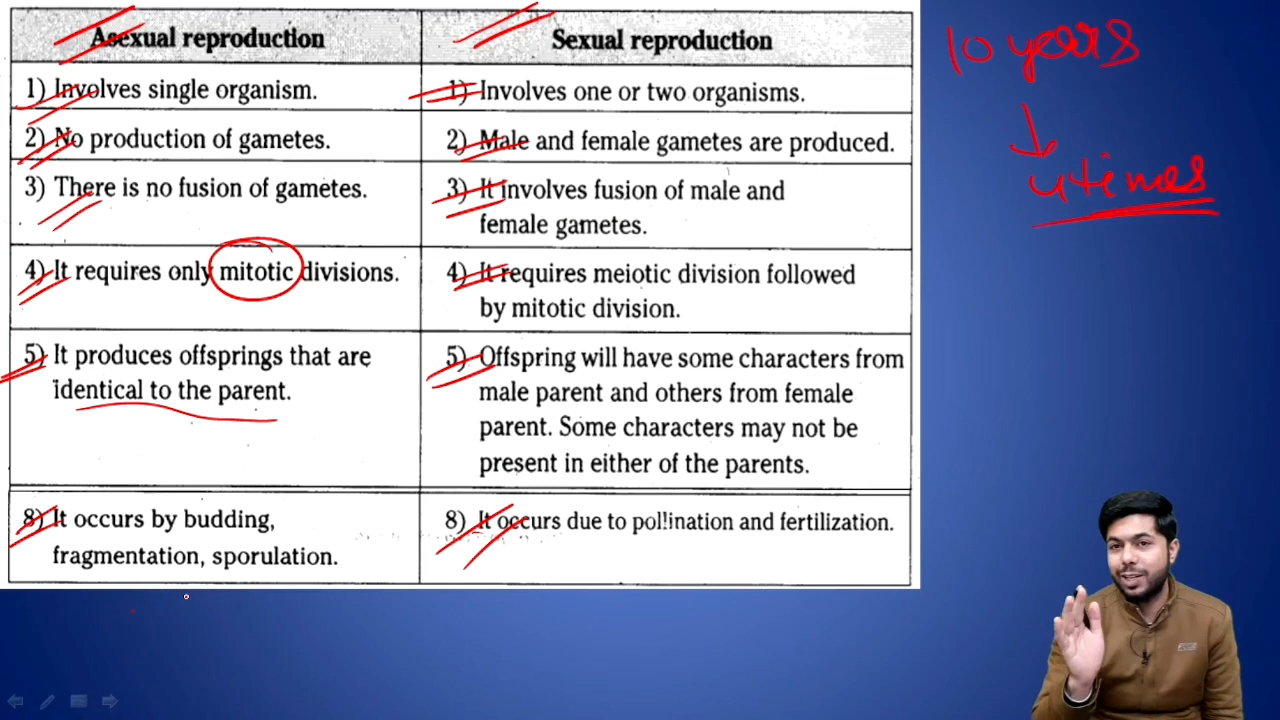 Asexual reproduction
Sexual reproduction
1) Involves single organism.
1) Involves one or two organisms.
2) No production of gametes.
2) Male and female gametes are produced.
3) There is no fusion of gametes.
3) It involves fusion of male and
female gametes.
4) It requires only mitotic divisions.
4) It requires meiotic division followed
by mitotic division.
5) It produces offsprings that are
identical to the parent.
5) Offspring will have some characters from
male parent and others from female
parent. Some characters may not be
present in either of the parents.
8) It occurs by budding,
fragmentation, sporulation.
8) It occurs due to pollination and fertilization.
10 years
4 times